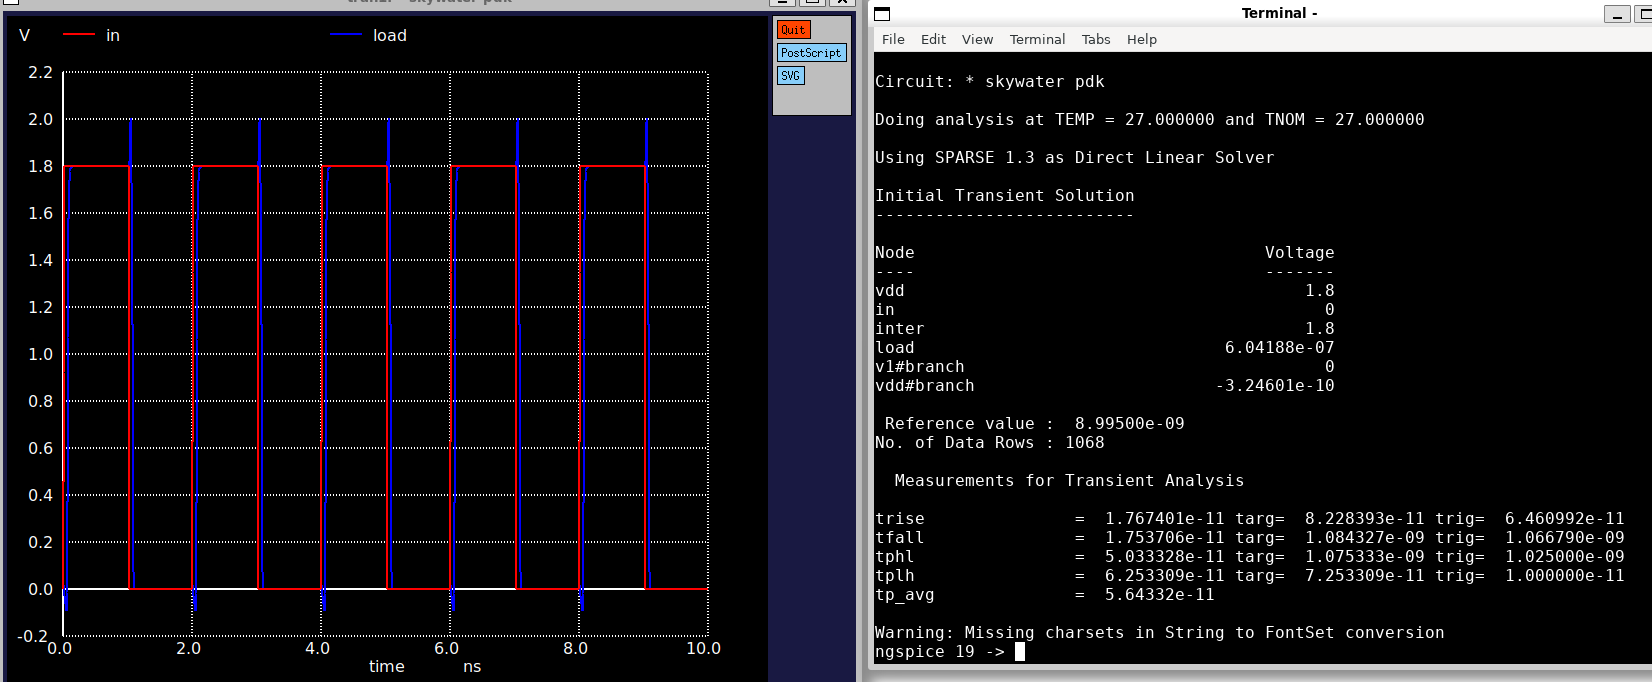 V in load
Quit
PostScript
SVG
2.2
2.0
1.8
1.6
1.4
1.2
1.0
0.8
0.6
0.4
0.2
0.0
-0.2
0.0 2.0 4.0 6.0 8.0 10.0
time ns
Terminal -
File Edit View Terminal Tabs Help
Circuit: * skywater pdk
Doing analysis at TEMP = 27.000000 and TNOM = 27.000000
Using SPARSE 1.3 as Direct Linear Solver
Initial Transient Solution
--------------------------
Node Voltage
---- -------
vdd 1.8
in 0
inter 1.8
load 6.04188e-07
v1#branch 0
vdd#branch -3.24601e-10
Reference value : 8.99500e-09
No. of Data Rows : 1068
Measurements for Transient Analysis
trise = 1.767401e-11 targ= 8.228393e-11 trig= 6.460992e-11
tfall = 1.753706e-11 targ= 1.084327e-09 trig= 1.066790e-09
tphl = 5.033328e-11 targ= 1.075333e-09 trig= 1.025000e-09
tplh = 6.253309e-11 targ= 7.253309e-11 trig= 1.000000e-11
tp_avg = 5.64332e-11
Warning: Missing charsets in String to FontSet conversion
ngspice 19 ->